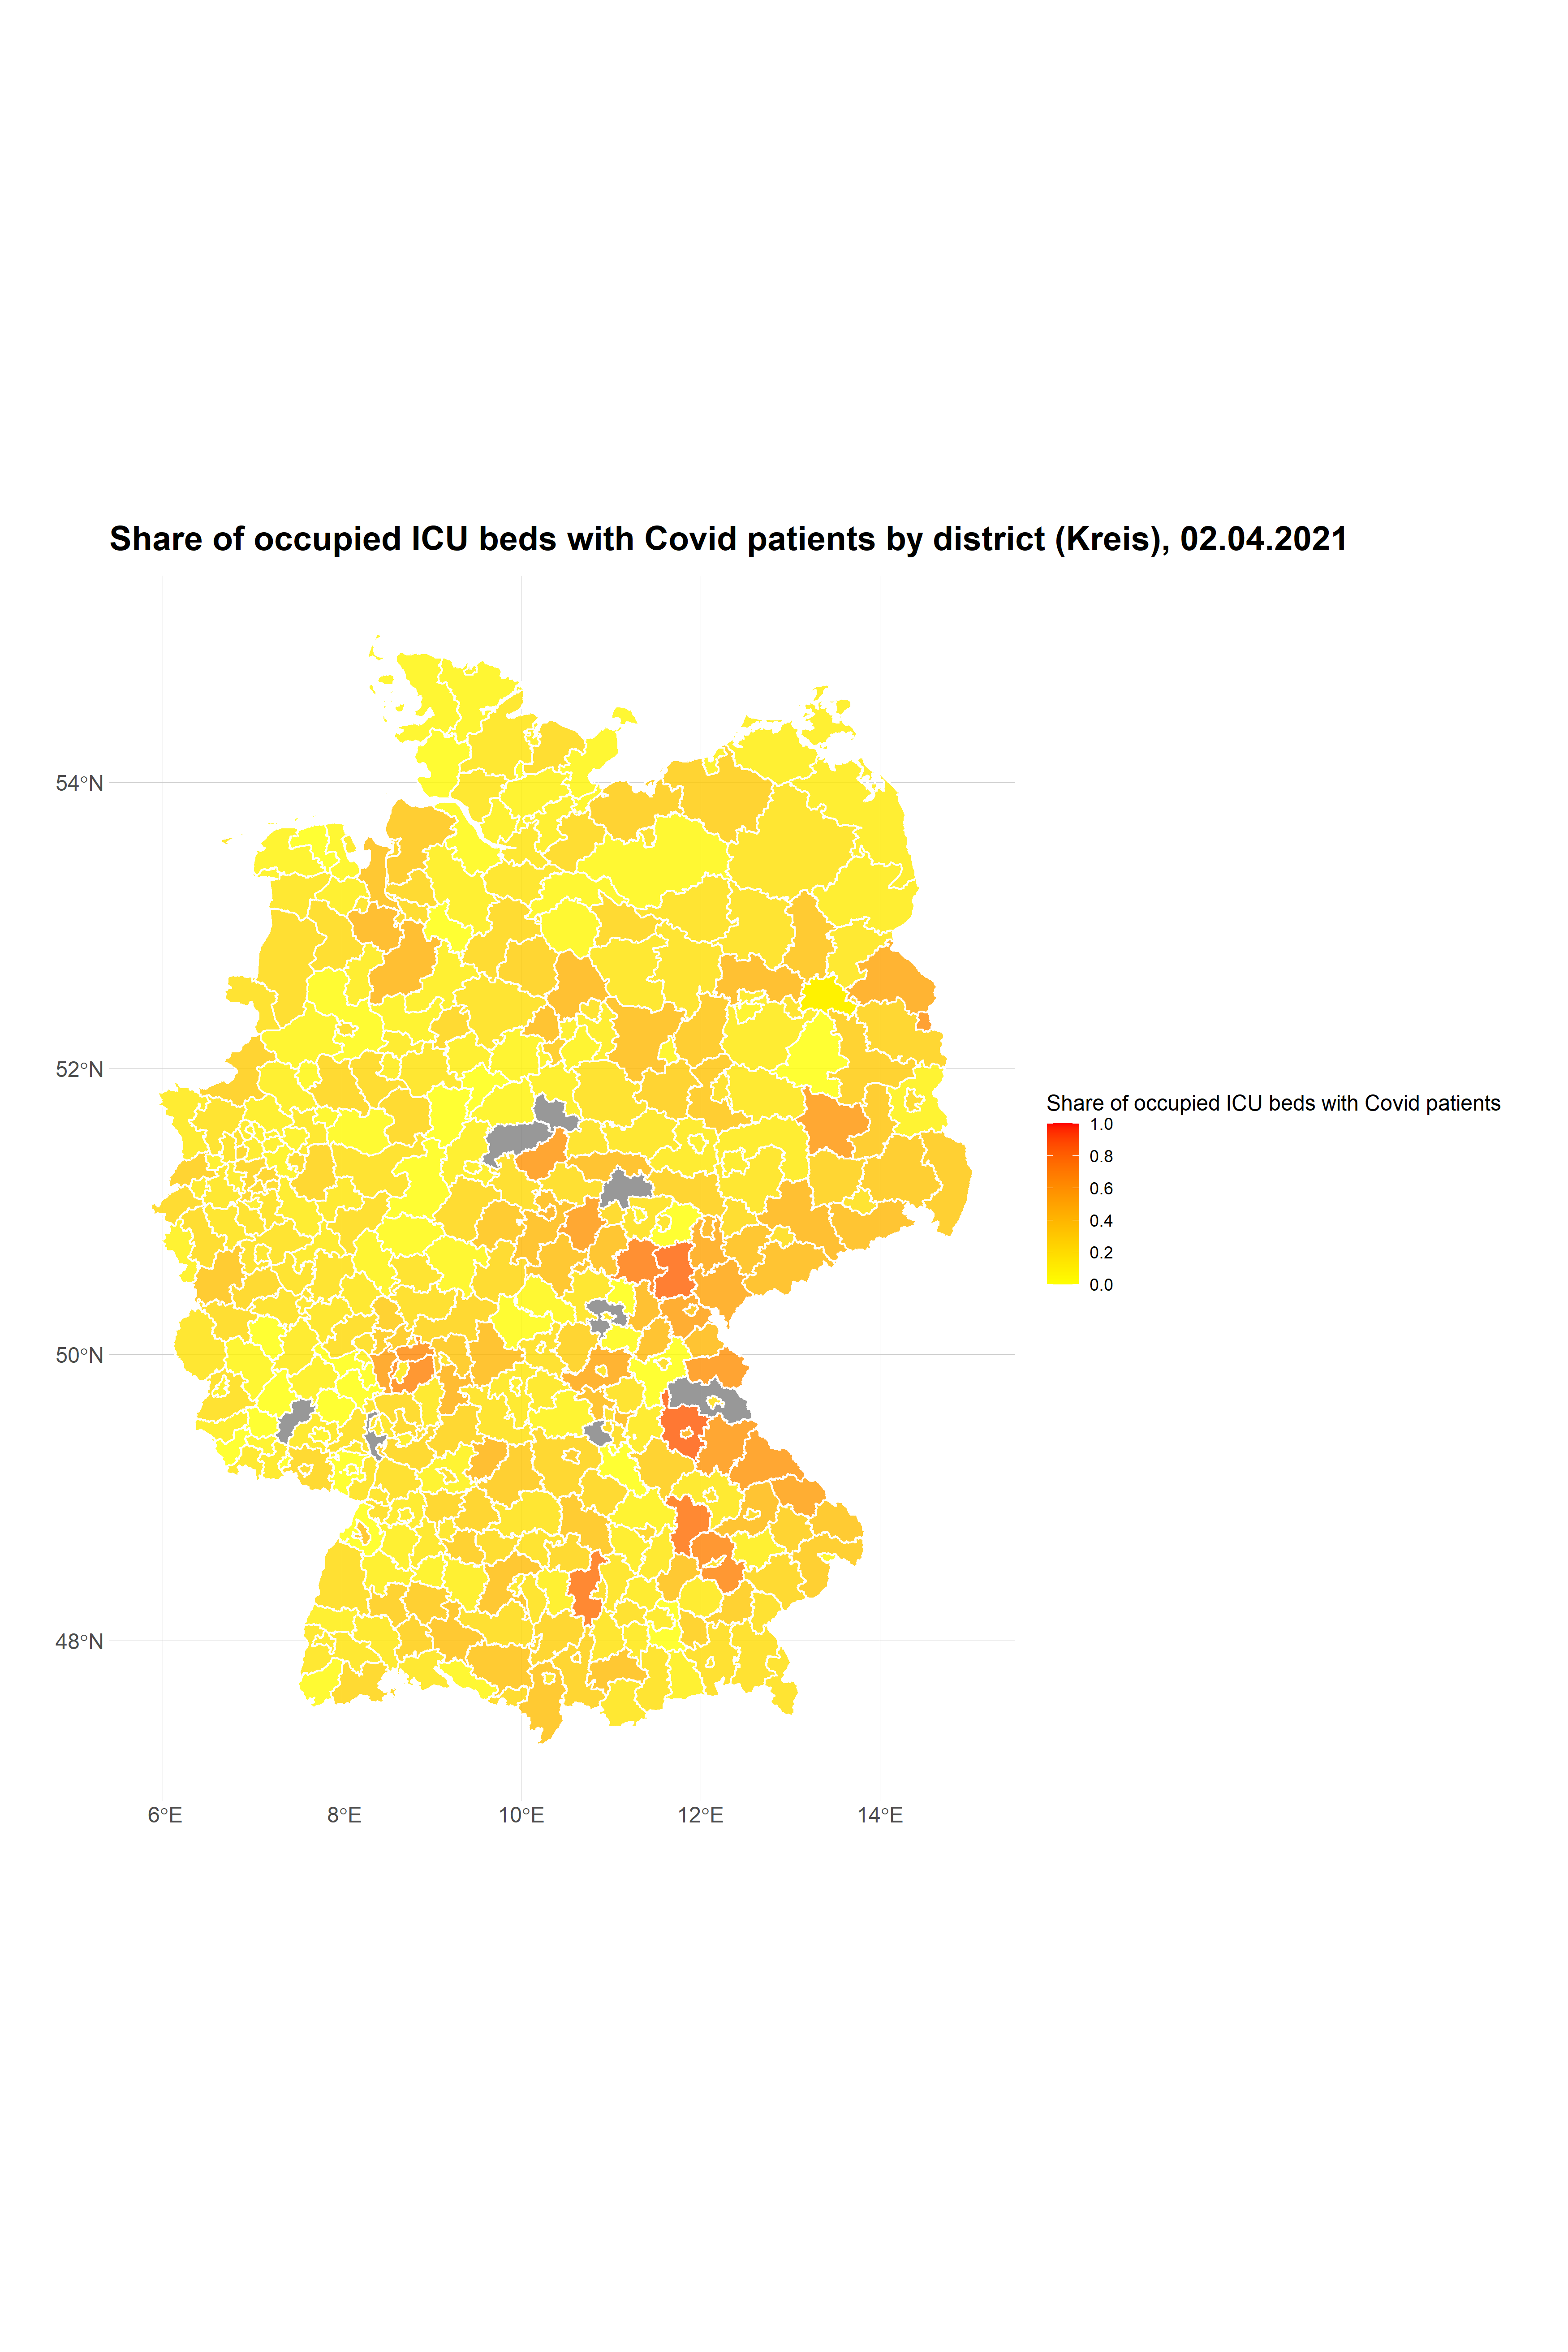 Share of occupied ICU beds with Covid patients by district (Kreis), 02.04.2021
54°N
52°N
50°N
48°N
6°E 8°E 10°E 12°E 14°E
Share of occupied ICU beds with Covid patients
1.0
0.8
0.6
0.4
0.2
0.0